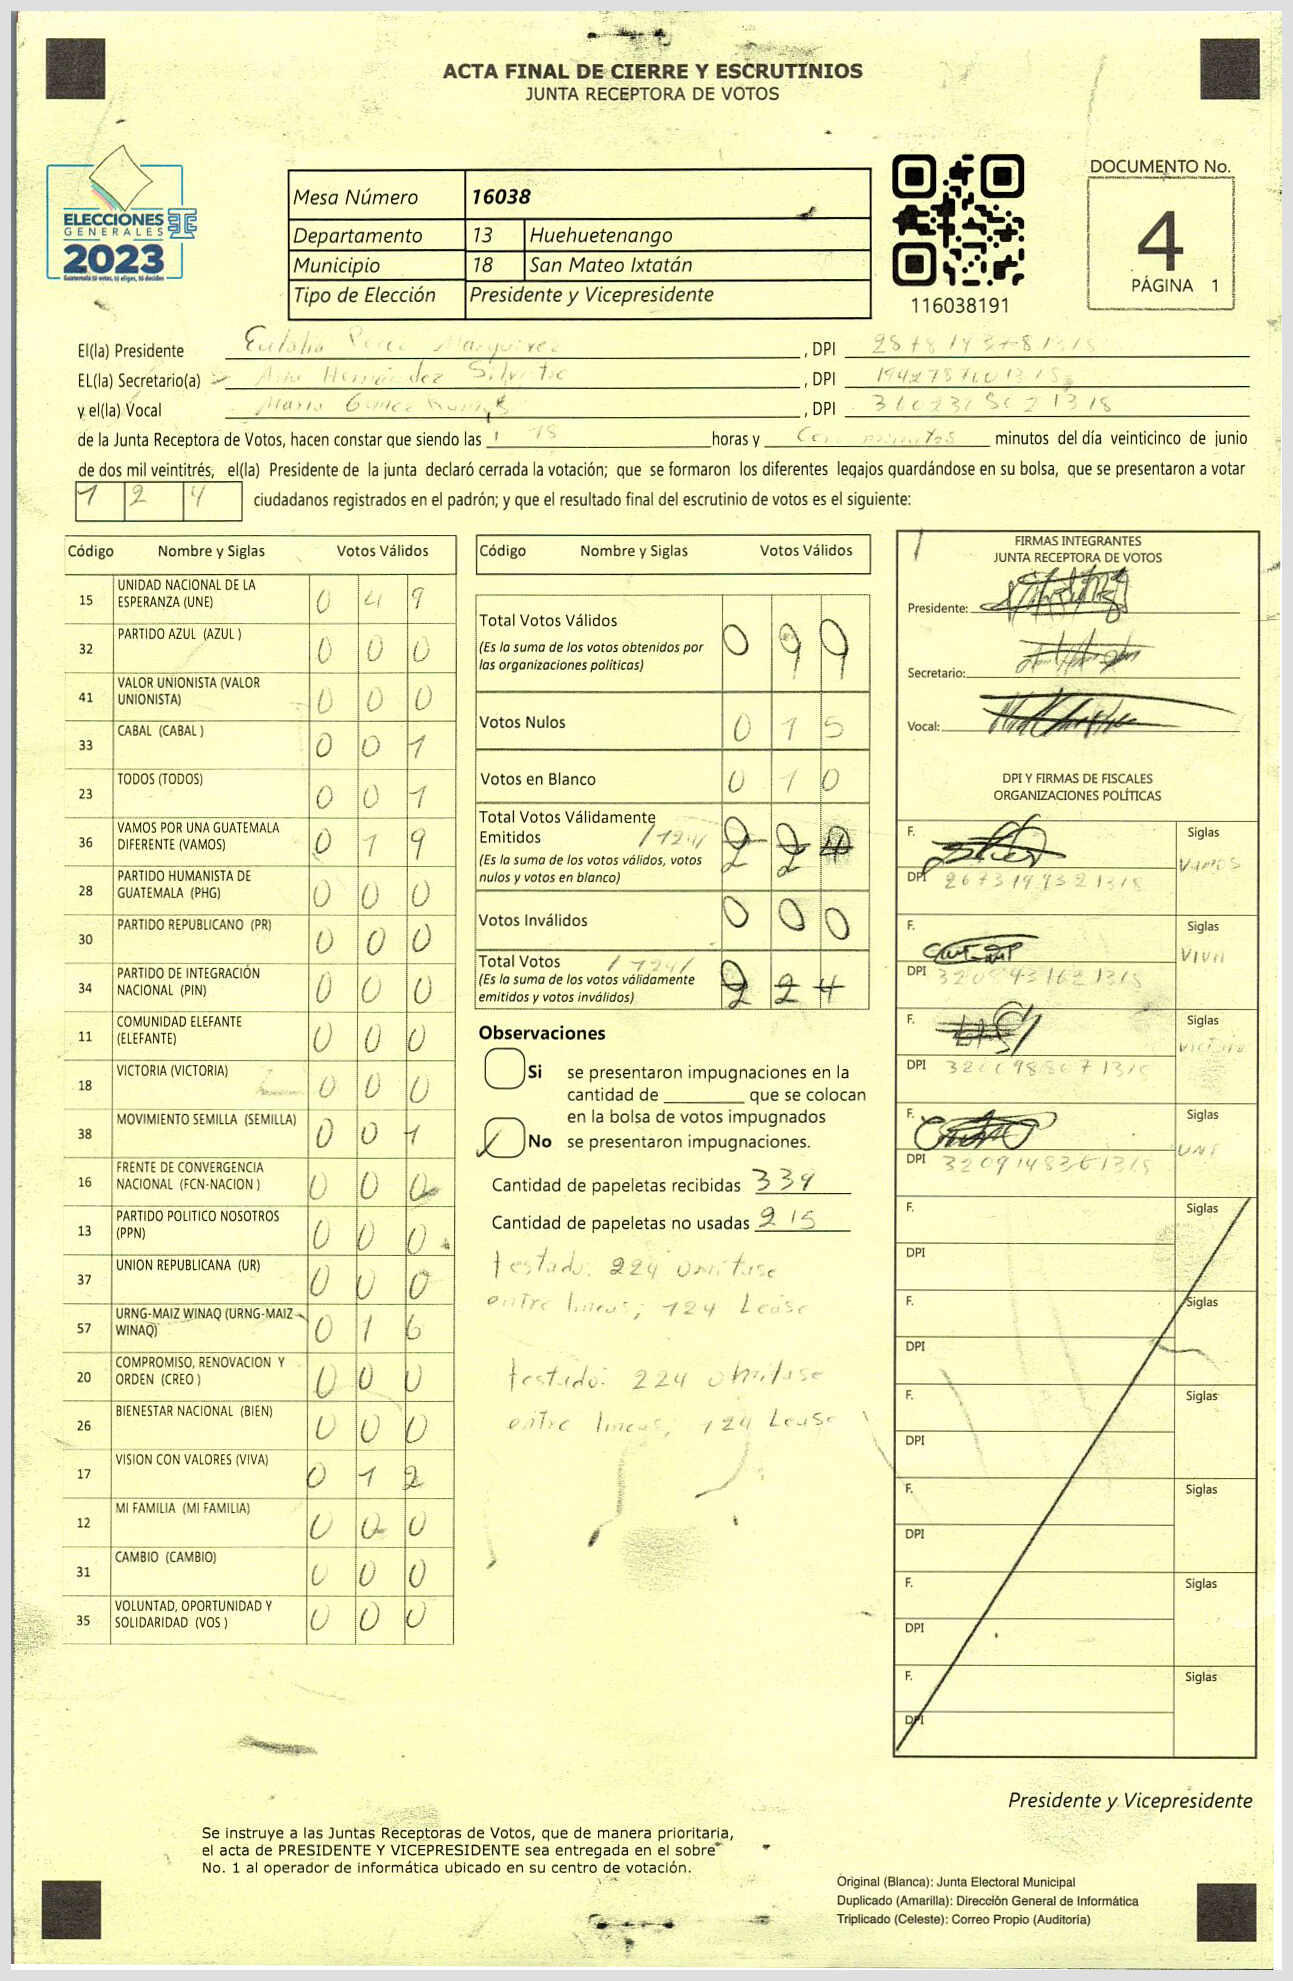 ACTA FINAL DE CIERRE Y ESCRUTINIOS
JUNTA RECEPTORA DE VOTOS
ELECCIONES
GENERALES
2023
Mesa Número 16038
Departamento 13 Huehuetenango
Municipio 18 San Mateo Ixtatán
Tipo de Elección Presidente y Vicepresidente
116038191
DOCUMENTO No.
4
PÁGINA 1
El(la) Presidente Eulalia , DPI
EL(la) Secretario(a) Hernández , DPI
y el(la) Vocal , DPI
de la Junta Receptora de Votos, hacen constar que siendo las 18 horas y Cero minutos minutos del día veinticinco de junio
de dos mil veintitrés, el(la) Presidente de la junta declaró cerrada la votación; que se formaron los diferentes legajos guardándose en su bolsa, que se presentaron a votar
1 2 4 ciudadanos registrados en el padrón; y que el resultado final del escrutinio de votos es el siguiente:
Código Nombre y Siglas Votos Válidos
15 UNIDAD NACIONAL DE LA ESPERANZA (UNE) 0 4 9
32 PARTIDO AZUL (AZUL ) 0 0 0
41 VALOR UNIONISTA (VALOR UNIONISTA) 0 0 0
33 CABAL (CABAL ) 0 0 1
23 TODOS (TODOS) 0 0 1
36 VAMOS POR UNA GUATEMALA DIFERENTE (VAMOS) 0 1 9
28 PARTIDO HUMANISTA DE GUATEMALA (PHG) 0 0 0
30 PARTIDO REPUBLICANO (PR) 0 0 0
34 PARTIDO DE INTEGRACIÓN NACIONAL (PIN) 0 0 0
11 COMUNIDAD ELEFANTE (ELEFANTE) 0 0 0
18 VICTORIA (VICTORIA) 0 0 0
38 MOVIMIENTO SEMILLA (SEMILLA) 0 0 1
16 FRENTE DE CONVERGENCIA NACIONAL (FCN-NACION ) 0 0 0
13 PARTIDO POLITICO NOSOTROS (PPN) 0 0 0
37 UNION REPUBLICANA (UR) 0 0 0
57 URNG-MAIZ WINAQ (URNG-MAIZ WINAQ) 0 1 6
20 COMPROMISO, RENOVACION Y ORDEN (CREO ) 0 0 0
26 BIENESTAR NACIONAL (BIEN) 0 0 0
17 VISION CON VALORES (VIVA) 0 1 2
12 MI FAMILIA (MI FAMILIA) 0 0 0
31 CAMBIO (CAMBIO) 0 0 0
35 VOLUNTAD, OPORTUNIDAD Y SOLIDARIDAD (VOS ) 0 0 0
Código Nombre y Siglas Votos Válidos
Total Votos Válidos 0 9 9
(Es la suma de los votos obtenidos por
las organizaciones políticas)
Votos Nulos 0 1 5
Votos en Blanco 0 1 0
Total Votos Válidamente
Emitidos /124/ 2 2 4
(Es la suma de los votos válidos, votos
nulos y votos en blanco)
Votos Inválidos 0 0 0
Total Votos /124/ 2 2 4
(Es la suma de los votos válidamente
emitidos y votos inválidos)
Observaciones
Si se presentaron impugnaciones en la
cantidad de ________ que se colocan
en la bolsa de votos impugnados
No se presentaron impugnaciones.
Cantidad de papeletas recibidas 339
Cantidad de papeletas no usadas 215
testado: 224 omitase
entre lineas, 124 Lease
testado: 224 omitase
entre lineas, 124 Lease
FIRMAS INTEGRANTES
JUNTA RECEPTORA DE VOTOS
Presidente:
Secretario:
Vocal:
DPI Y FIRMAS DE FISCALES
ORGANIZACIONES POLÍTICAS
F. Siglas
DPI VAMOS
F. Siglas
DPI VIVA
F. Siglas
DPI Victoria
F. Siglas
DPI UNE
F. Siglas
DPI
F. Siglas
DPI
F. Siglas
DPI
F. Siglas
DPI
F. Siglas
DPI
F. Siglas
DPI
Presidente y Vicepresidente
Se instruye a las Juntas Receptoras de Votos, que de manera prioritaria,
el acta de PRESIDENTE Y VICEPRESIDENTE sea entregada en el sobre
No. 1 al operador de informática ubicado en su centro de votación.
Original (Blanca): Junta Electoral Municipal
Duplicado (Amarilla): Dirección General de Informática
Triplicado (Celeste): Correo Propio (Auditoría)